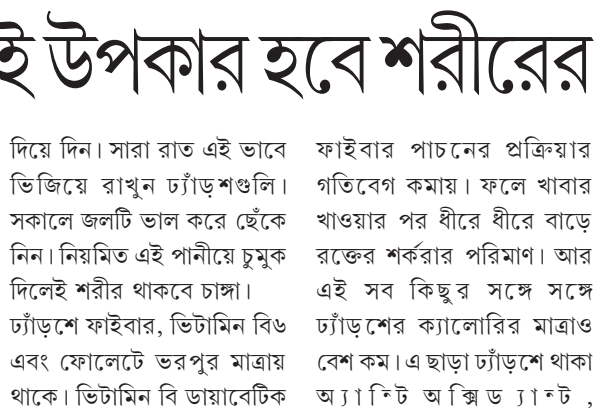 ই উপকার হবে শরীরের
দিয়ে দিন। সারা রাত এই ভাবে
ভিজিয়ে রাখুন ঢ্যাঁড়শগুলি।
সকালে জলটি ভাল করে ছেঁকে
নিন। নিয়মিত এই পানীয়ে চুমুক
দিলেই শরীর থাকবে চাঙ্গা।
ঢ্যাঁড়শে ফাইবার, ভিটামিন বি৬
এবং ফোলেটে ভরপুর মাত্রায়
থাকে। ভিটামিন বি ডায়াবেটিক
ফাইবার পাচনের প্রক্রিয়ার
গতিবেগ কমায়। ফলে খাবার
খাওয়ার পর ধীরে ধীরে বাড়ে
রক্তের শর্করার পরিমাণ। আর
এই সব কিছুর সঙ্গে সঙ্গে
ঢ্যাঁড়শের ক্যালোরির মাত্রাও
বেশ কম। এ ছাড়া ঢ্যাঁড়শে থাকা
অ্যান্টিঅক্সিড্যান্ট,